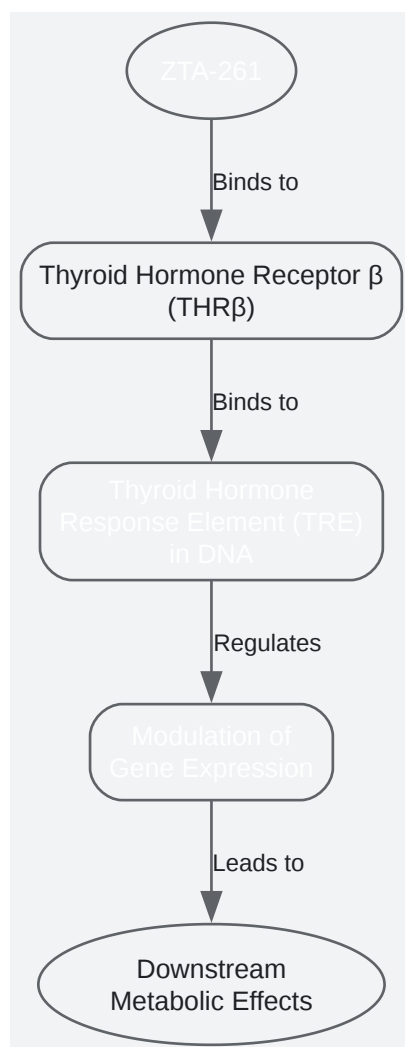 ZTA-261
Binds to
Thyroid Hormone Receptor β
(THRβ)
Binds to
Thyroid Hormone
Response Element (TRE)
in DNA
Regulates
Modulation of
Gene Expression
Leads to
Downstream
Metabolic Effects